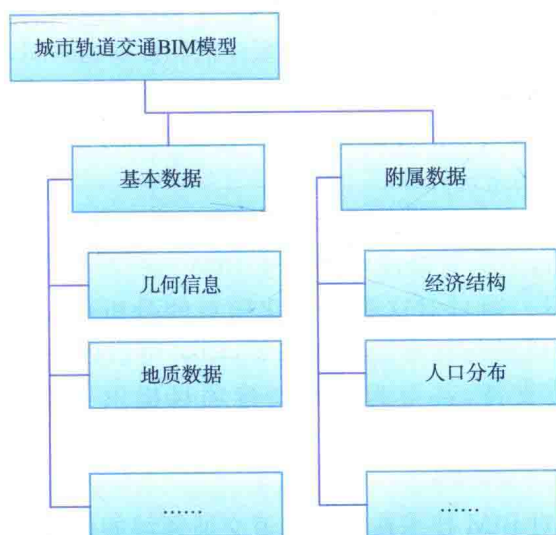 城市轨道交通BIM模型
基本数据
附属数据
几何信息
经济结构
地质数据
人口分布
……
……